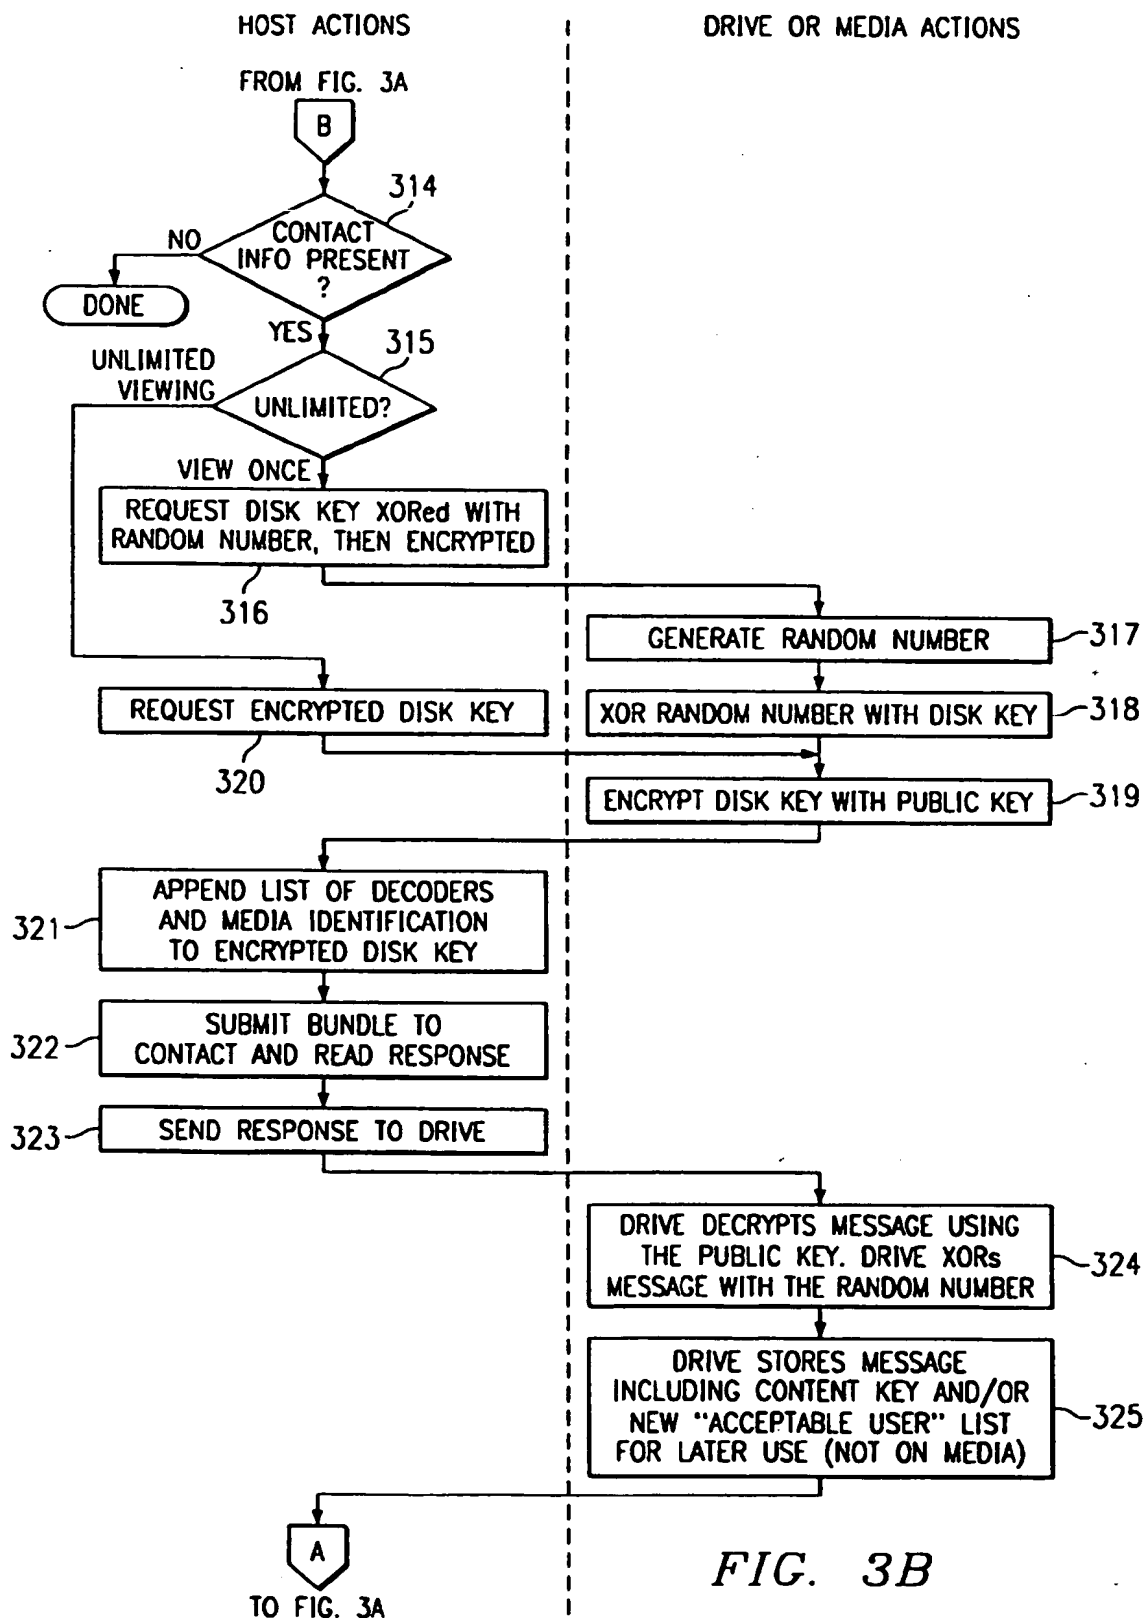 HOST ACTIONS
DRIVE OR MEDIA ACTIONS
FROM FIG. 3A
B
314
CONTACT
INFO PRESENT
?
NO
DONE
YES
315
UNLIMITED
VIEWING
UNLIMITED?
VIEW ONCE
REQUEST DISK KEY XORed WITH
RANDOM NUMBER, THEN ENCRYPTED
316
GENERATE RANDOM NUMBER
317
REQUEST ENCRYPTED DISK KEY
320
XOR RANDOM NUMBER WITH DISK KEY
318
ENCRYPT DISK KEY WITH PUBLIC KEY
319
APPEND LIST OF DECODERS
AND MEDIA IDENTIFICATION
TO ENCRYPTED DISK KEY
321
SUBMIT BUNDLE TO
CONTACT AND READ RESPONSE
322
SEND RESPONSE TO DRIVE
323
DRIVE DECRYPTS MESSAGE USING
THE PUBLIC KEY. DRIVE XORs
MESSAGE WITH THE RANDOM NUMBER
324
DRIVE STORES MESSAGE
INCLUDING CONTENT KEY AND/OR
NEW "ACCEPTABLE USER" LIST
FOR LATER USE (NOT ON MEDIA)
325
A
TO FIG. 3A
FIG. 3B